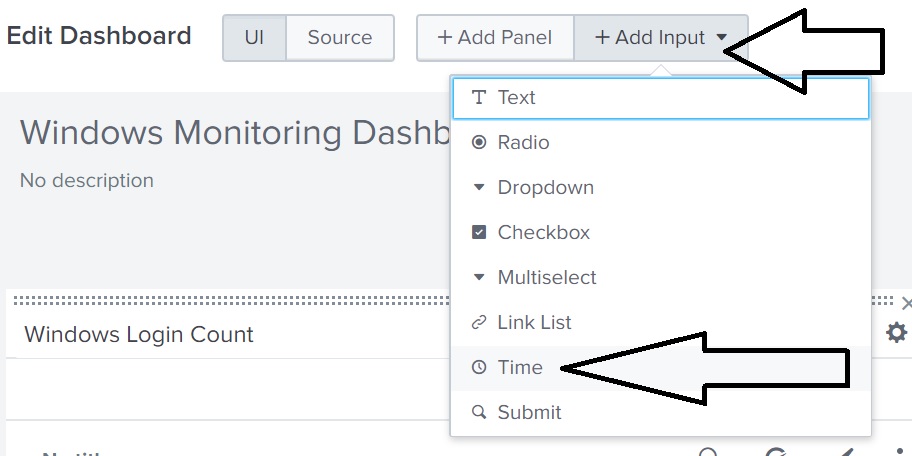 Edit Dashboard UI Source + Add Panel + Add Input
Text
Windows Monitoring Dashb
Radio
No description
Dropdown
Checkbox
Multiselect
Link List
Windows Login Count
Time
Submit